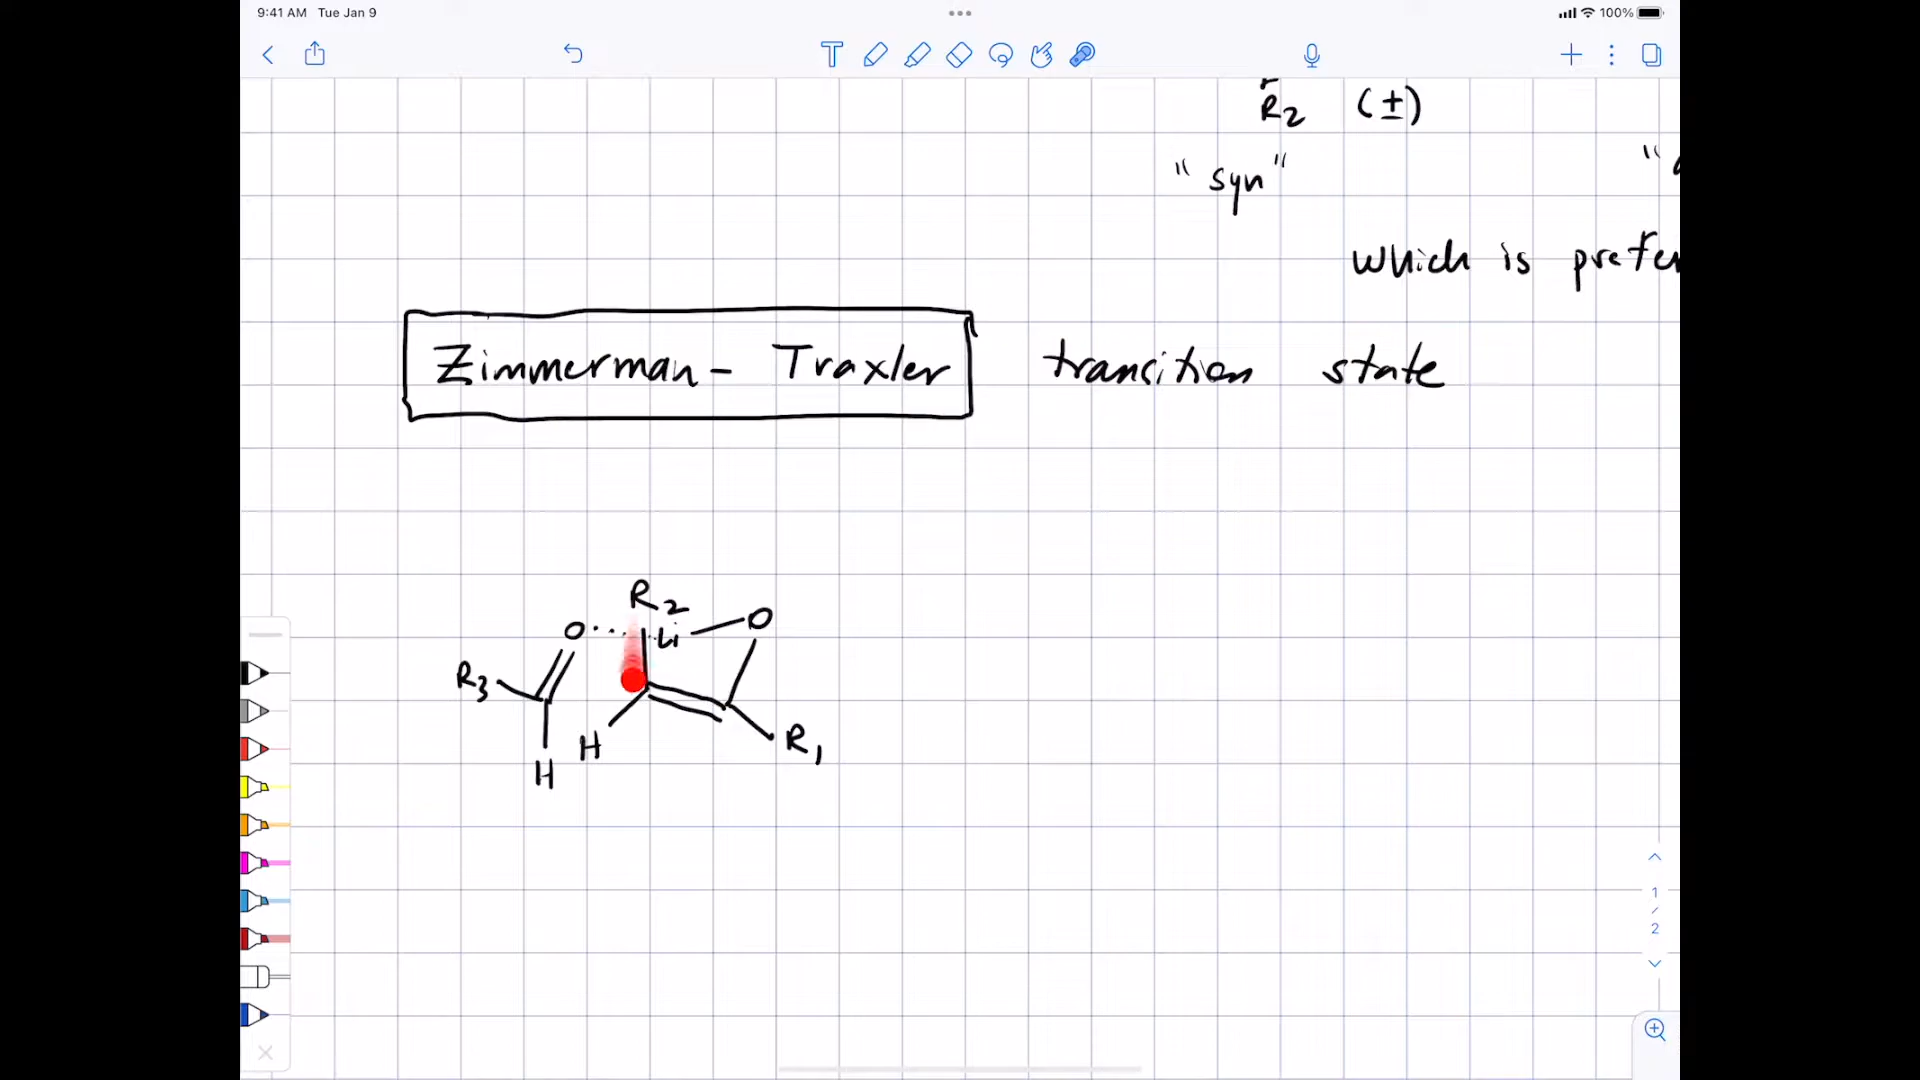 9:41 AM Tue Jan 9
100%
R2 (±)
"syn"
which is prefer
Zimmerman - Traxler transition state
R2
O Li O
R3
H R1
H
1
/
2